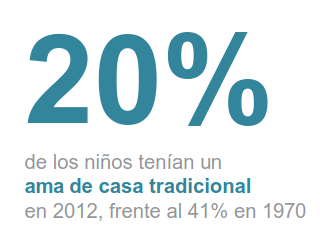 20%
de los niños tenían un
ama de casa tradicional
en 2012, frente al 41% en 1970